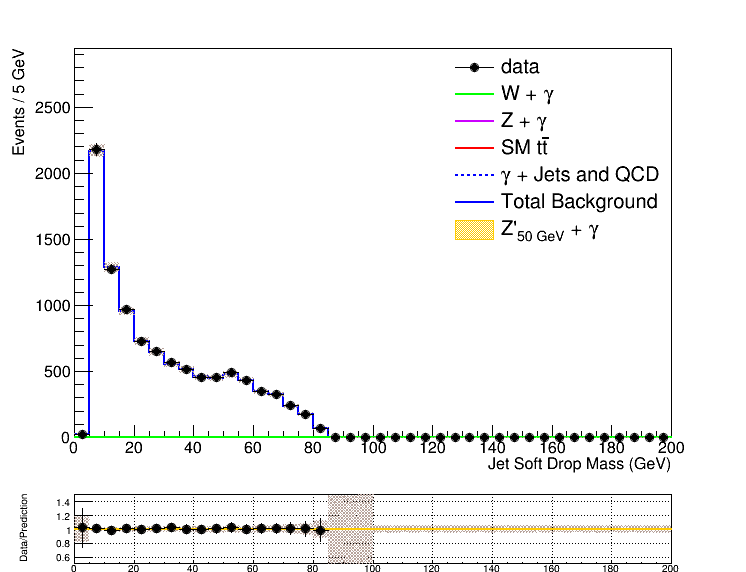 Events / 5 GeV
2500
2000
1500
1000
500
0
data
W + γ
Z + γ
SM tt̄
γ + Jets and QCD
Total Background
Z'50 GeV + γ
0 20 40 60 80 100 120 140 160 180 200
Jet Soft Drop Mass (GeV)
Data/Prediction
1.4
1.2
1
0.8
0.6
0 20 40 60 80 100 120 140 160 180 200